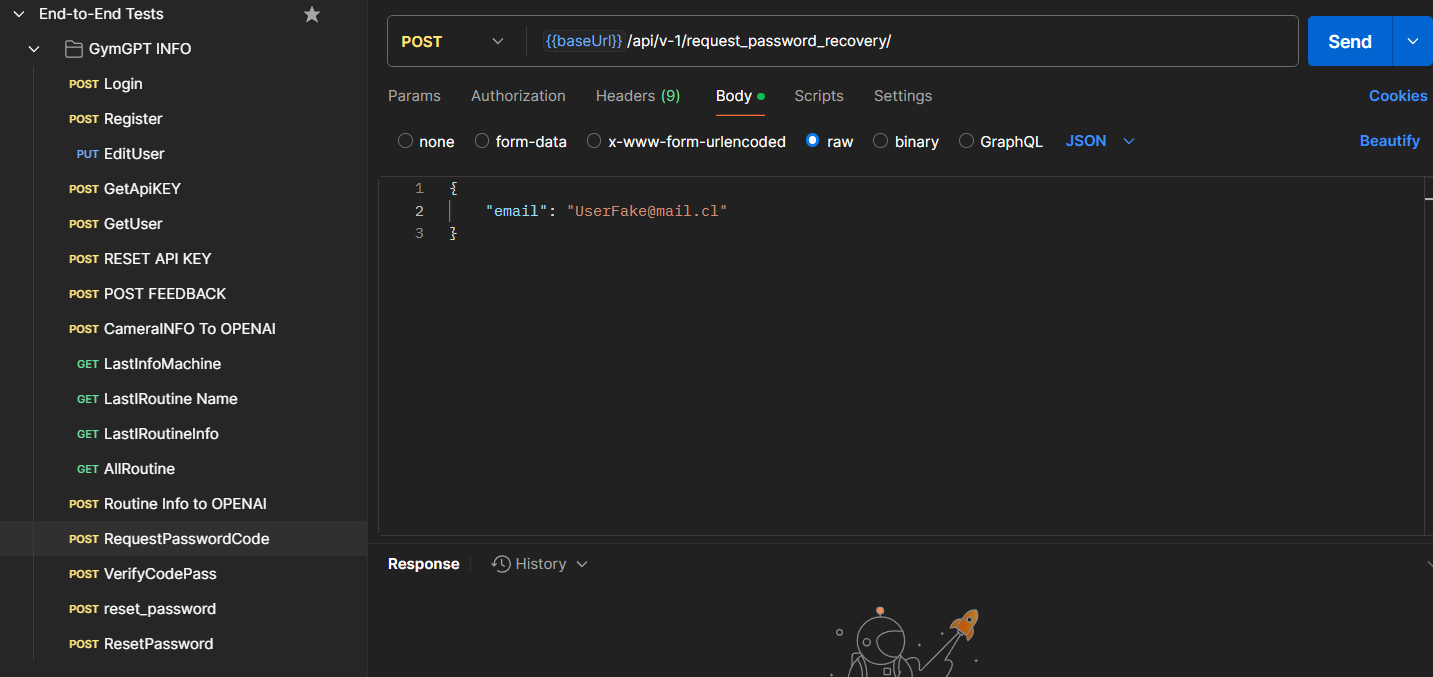 End-to-End Tests
GymGPT INFO
POST Login
POST Register
PUT EditUser
POST GetApiKEY
POST GetUser
POST RESET API KEY
POST POST FEEDBACK
POST CameraINFO To OPENAI
GET LastInfoMachine
GET LastIRoutine Name
GET LastIRoutineInfo
GET AllRoutine
POST Routine Info to OPENAI
POST RequestPasswordCode
POST VerifyCodePass
POST reset_password
POST ResetPassword
POST {{baseUrl}} /api/v-1/request_password_recovery/ Send
Params Authorization Headers (9) Body Scripts Settings Cookies
none form-data x-www-form-urlencoded raw binary GraphQL JSON Beautify
1 {
2 "email": "UserFake@mail.cl"
3 }
Response History